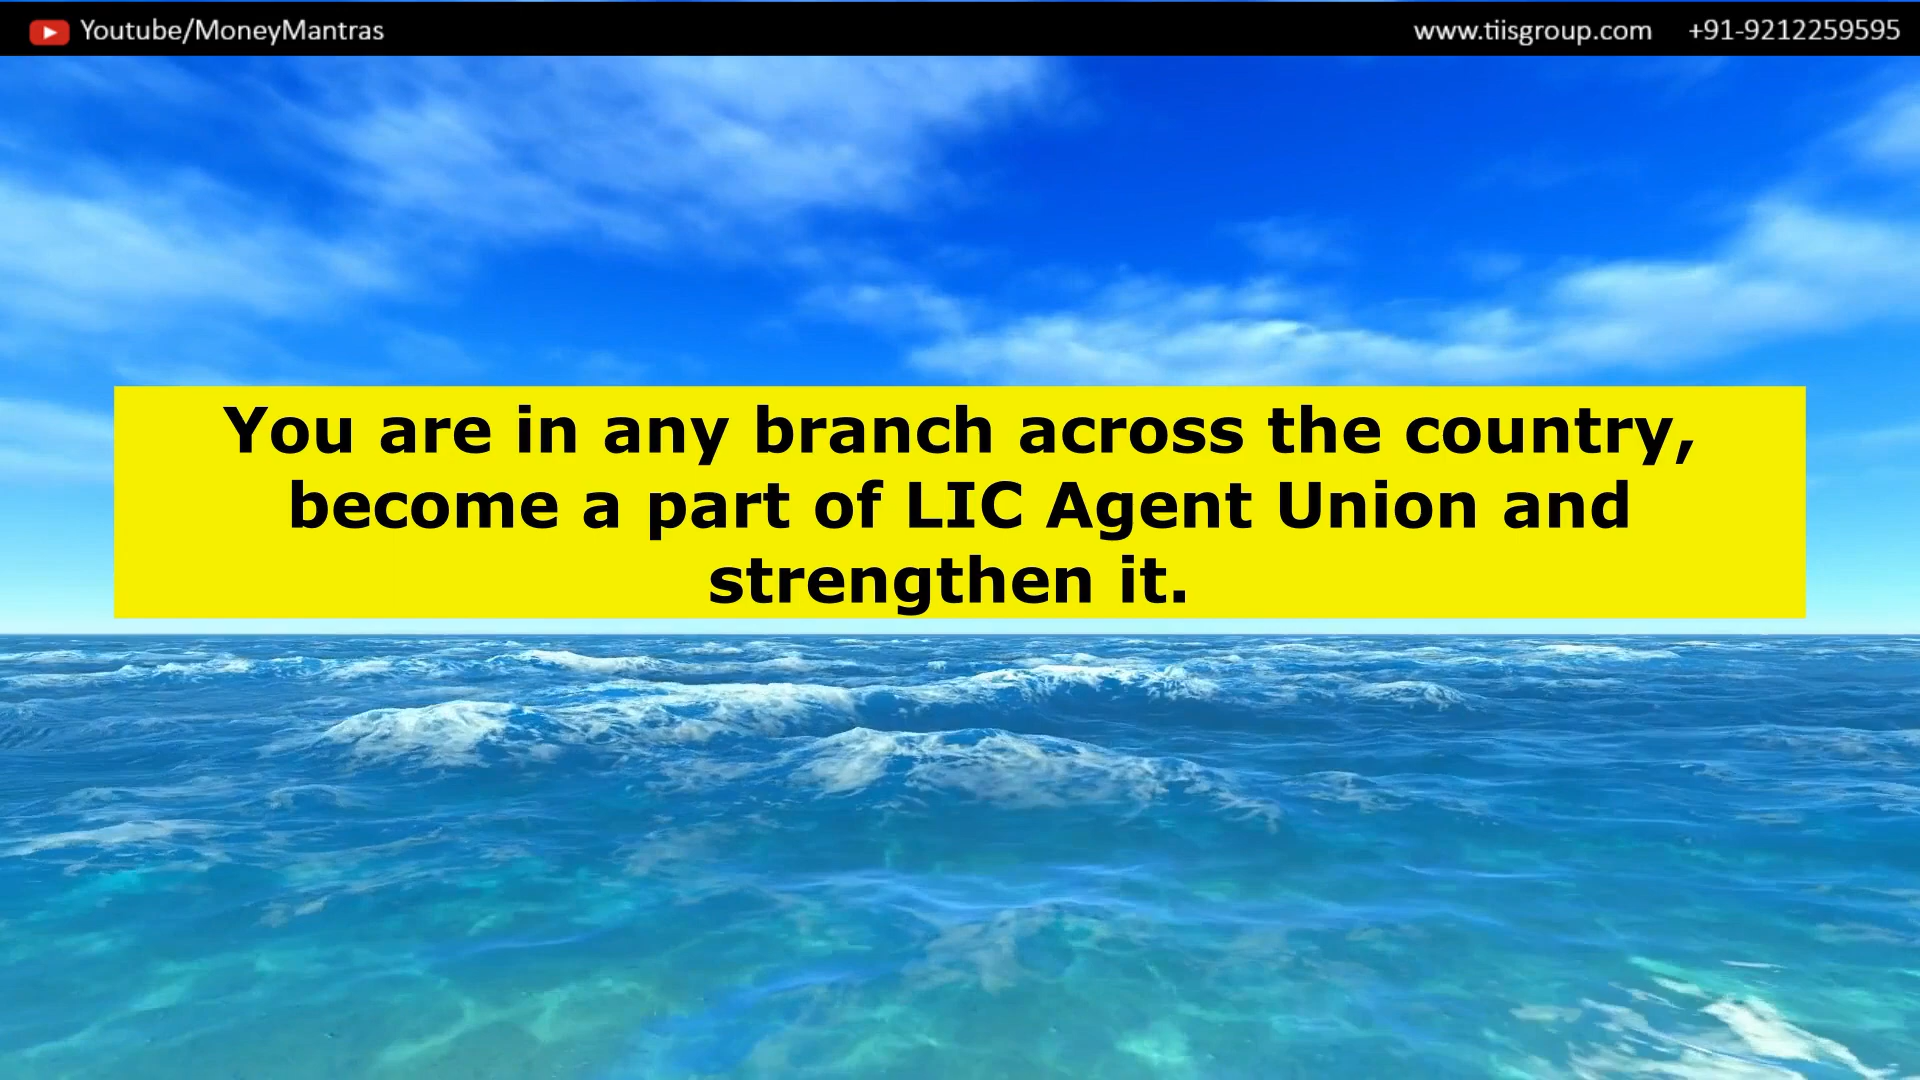 Youtube/MoneyMantras
www.tiisgroup.com +91-9212259595
You are in any branch across the country,
become a part of LIC Agent Union and
strengthen it.